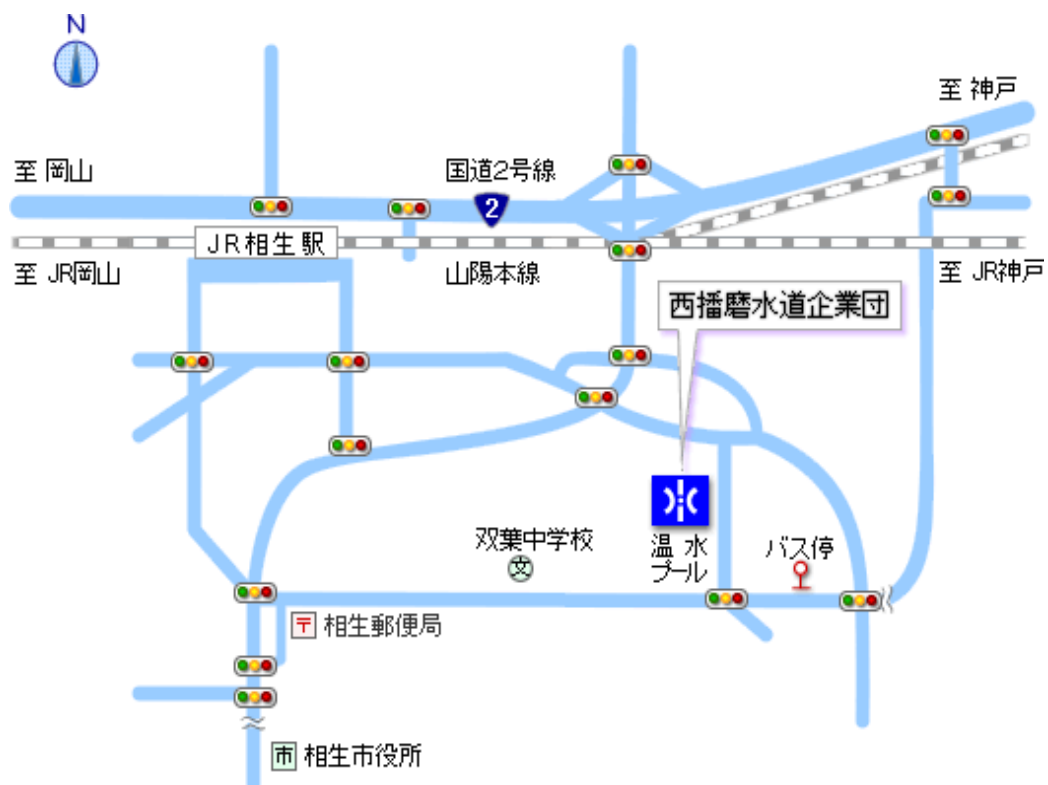 N
至 神戸
至 岡山
国道2号線
2
JR相生駅
至 JR岡山
山陽本線
至 JR神戸
西播磨水道企業団
双葉中学校
文
温 水
プール
バス停
〒 相生郵便局
市 相生市役所